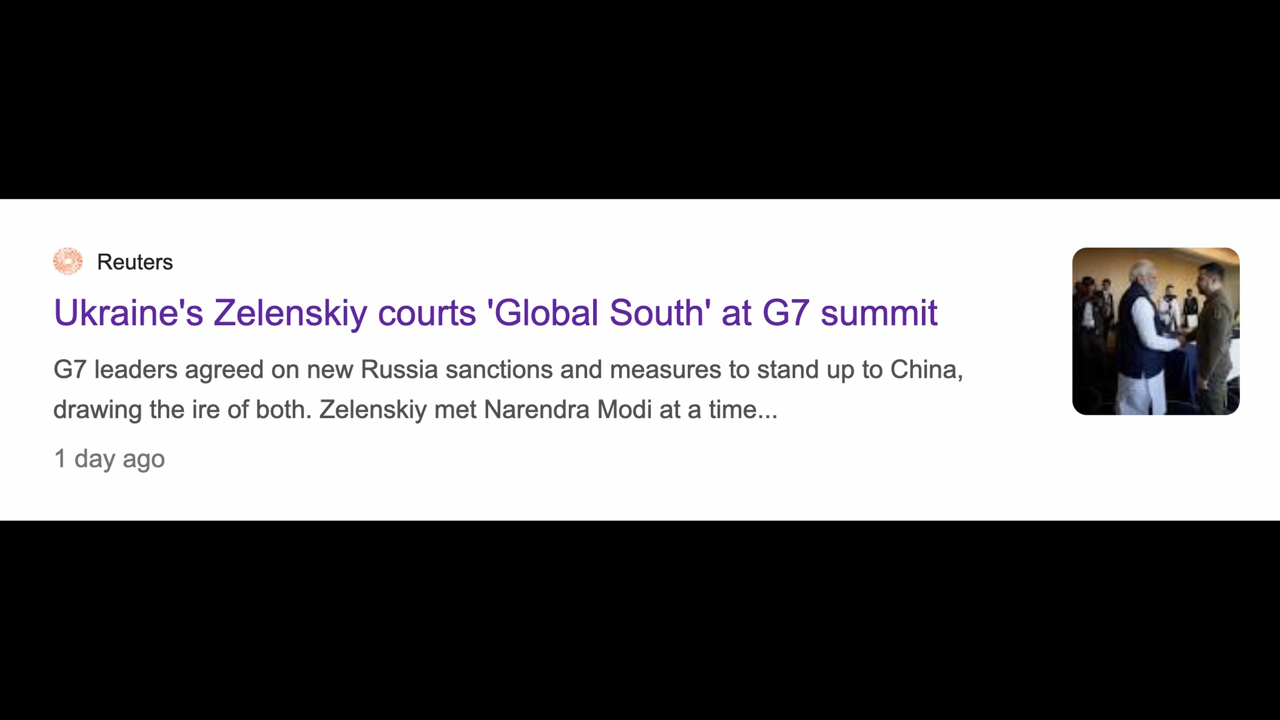 Reuters
Ukraine's Zelenskiy courts 'Global South' at G7 summit
G7 leaders agreed on new Russia sanctions and measures to stand up to China,
drawing the ire of both. Zelenskiy met Narendra Modi at a time...
1 day ago